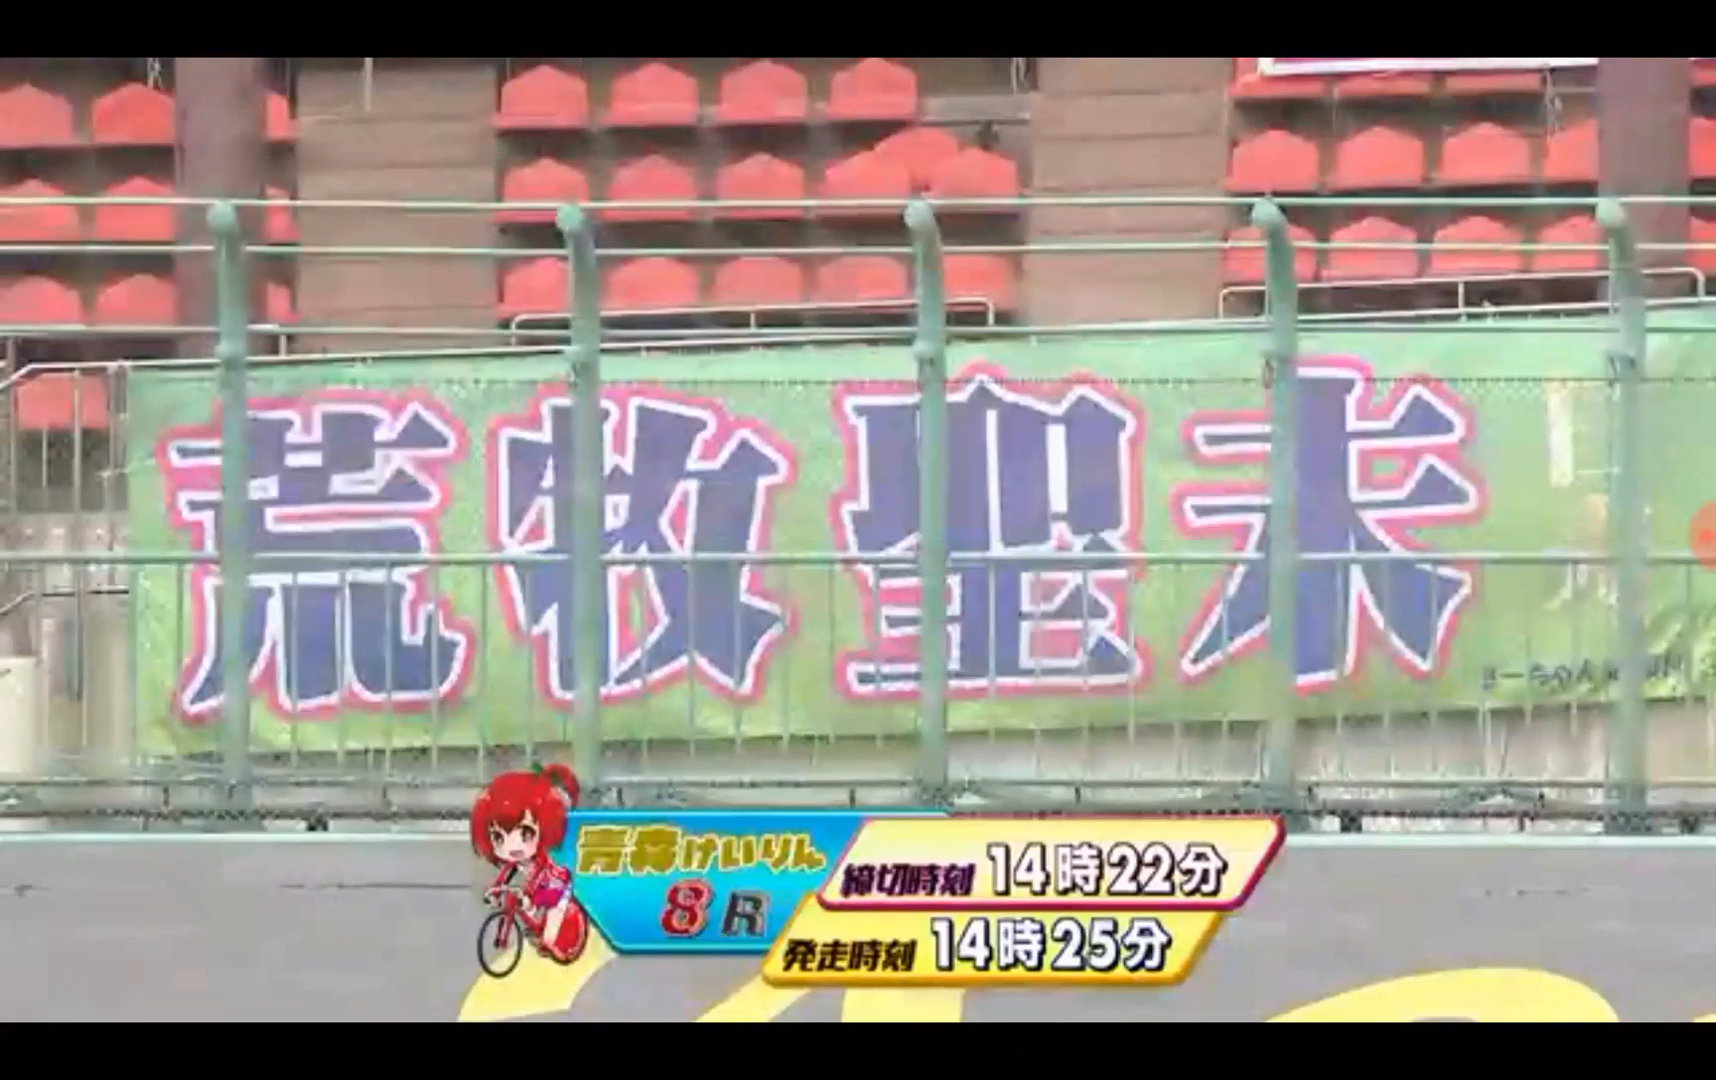 荒牧聖未
青森けいりん
8R
締切時刻 14時22分
発走時刻 14時25分